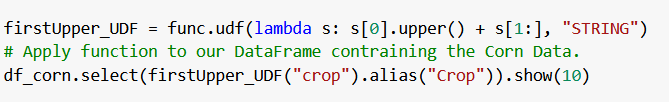 firstUpper_UDF = func.udf(lambda s: s[0].upper() + s[1:], "STRING")
# Apply function to our DataFrame contraining the Corn Data.
df_corn.select(firstUpper_UDF("crop").alias("Crop")).show(10)